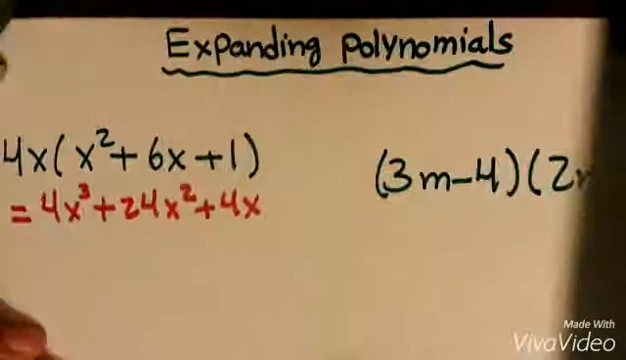 Expanding Polynomials
4x(x²+6x+1)
= 4x³+24x²+4x
(3m-4)(2
Made With
VivaVideo